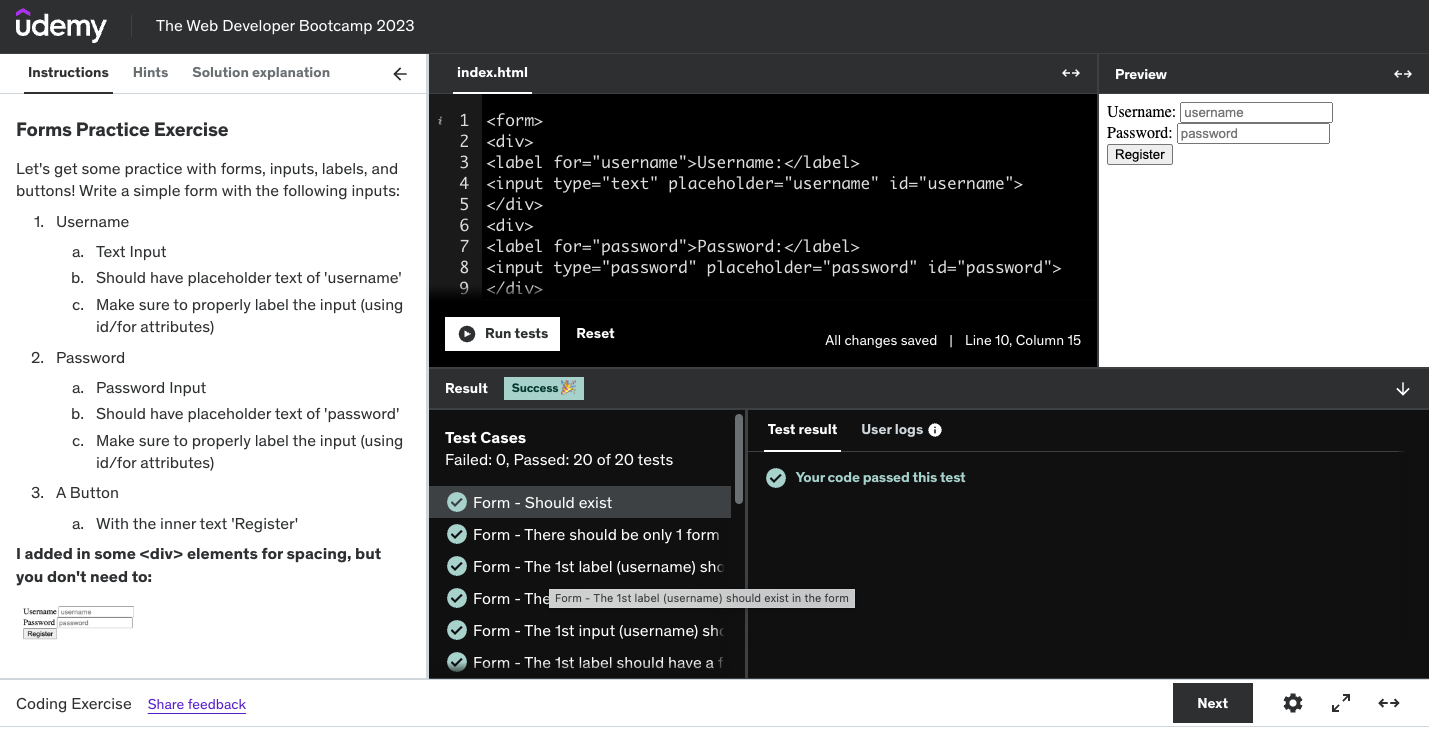 udemy
The Web Developer Bootcamp 2023
Instructions
Hints
Solution explanation
Forms Practice Exercise
Let's get some practice with forms, inputs, labels, and
buttons! Write a simple form with the following inputs:
1. Username
a. Text Input
b. Should have placeholder text of 'username'
c. Make sure to properly label the input (using
id/for attributes)
2. Password
a. Password Input
b. Should have placeholder text of 'password'
c. Make sure to properly label the input (using
id/for attributes)
3. A Button
a. With the inner text 'Register'
I added in some <div> elements for spacing, but
you don't need to:
Username username
Password password
Register
index.html
i 1 <form>
2 <div>
3 <label for="username">Username:</label>
4 <input type="text" placeholder="username" id="username">
5 </div>
6 <div>
7 <label for="password">Password:</label>
8 <input type="password" placeholder="password" id="password">
9 </div>
Run tests
Reset
All changes saved | Line 10, Column 15
Preview
Username: username
Password: password
Register
Result
Success
Test Cases
Failed: 0, Passed: 20 of 20 tests
Form - Should exist
Form - There should be only 1 form
Form - The 1st label (username) sho
Form - The
Form - The 1st label (username) should exist in the form
Form - The 1st input (username) sho
Form - The 1st label should have a f
Test result
User logs
Your code passed this test
Coding Exercise
Share feedback
Next